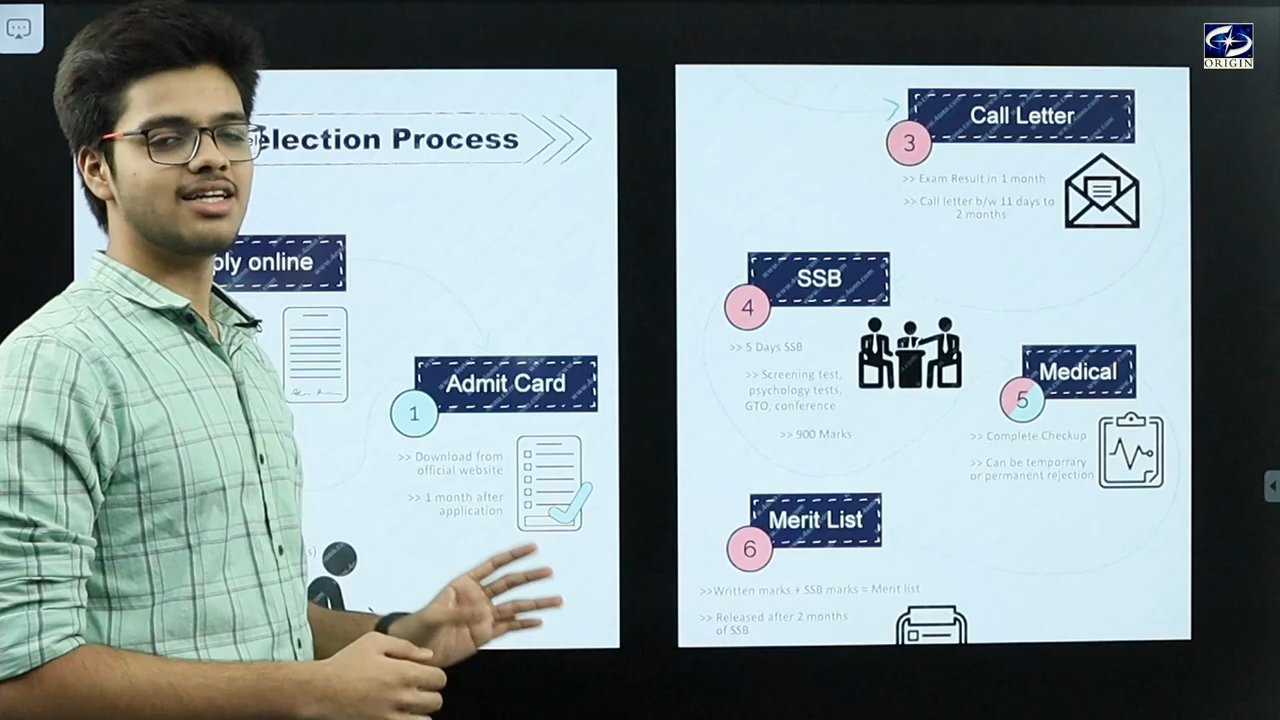 ORIGIN
election Process
ply online
1
Admit Card
>> Download from
official website
>> 1 month after
application
s)
3
Call Letter
>> Exam Result in 1 month
>> Call letter b/w 11 days to
2 months
4
SSB
>> 5 Days SSB
>> Screening test,
psychology tests,
GTO, conference
>> 900 Marks
5
Medical
>> Complete Checkup
>> Can be temporrary
or permanent rejection
6
Merit List
>>Written marks + SSB marks = Merit list
>> Released after 2 months
of SSB